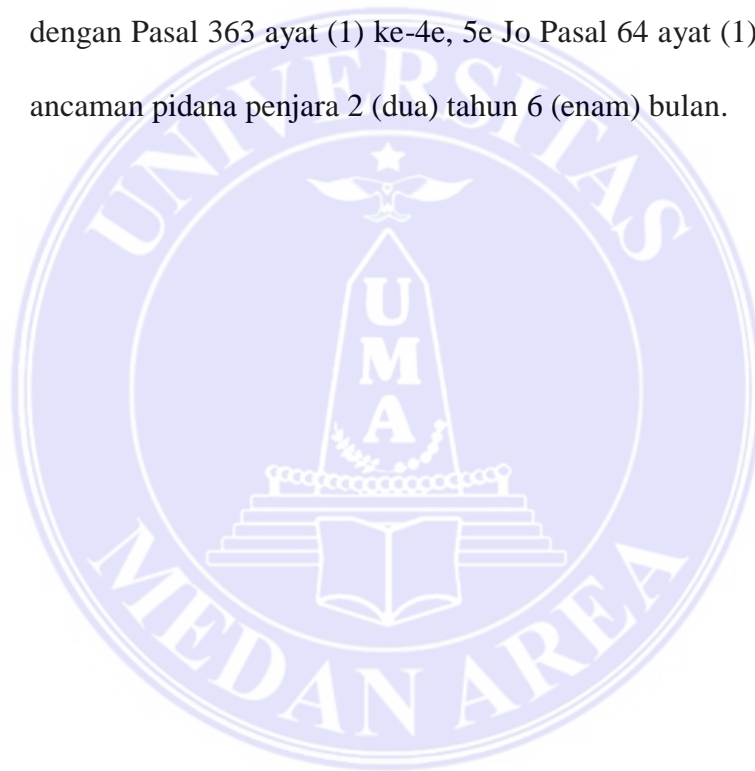 dengan Pasal 363 ayat (1) ke-4e, 5e Jo Pasal 64 ayat (1)
ancaman pidana penjara 2 (dua) tahun 6 (enam) bulan.
UNIVERSITAS
UMA
MEDAN AREA